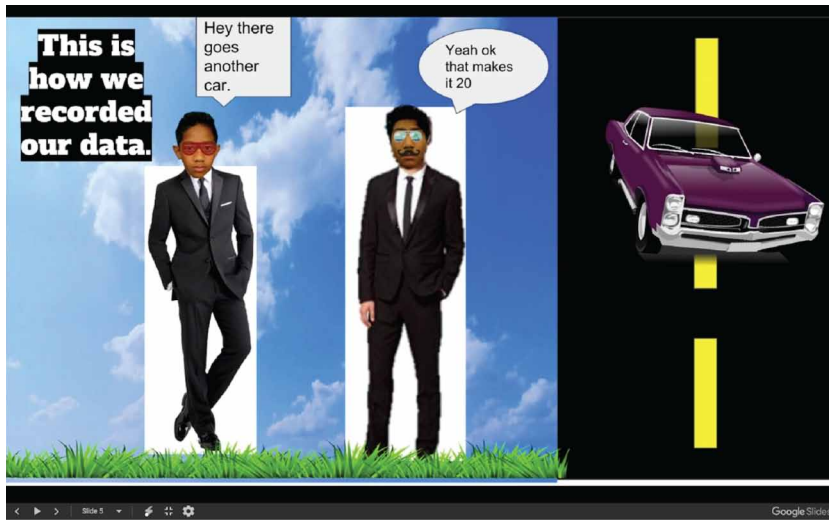 This is
how we
recorded
our data.
Hey there
goes
another
car.
Yeah ok
that makes
it 20
Slide 5
Google Slides